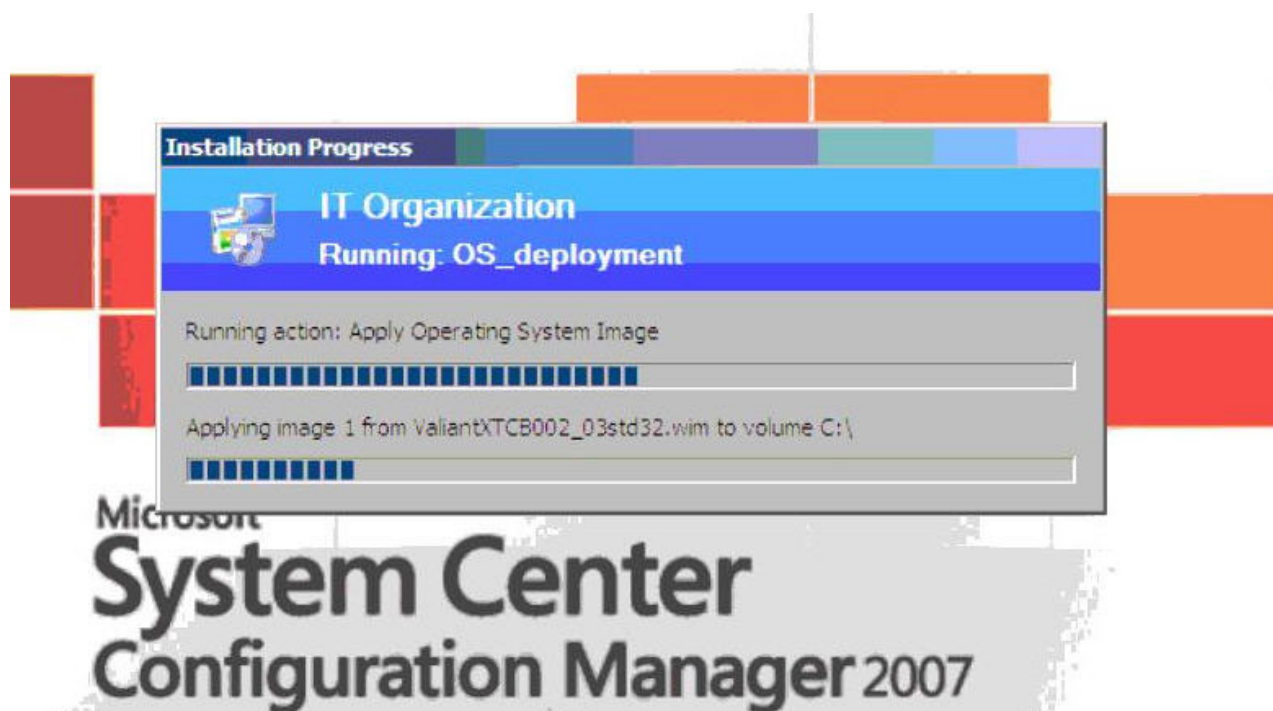 Installation Progress
IT Organization
Running: OS_deployment
Running action: Apply Operating System Image
Applying image 1 from ValiantXTCB002_03std32.wim to volume C:\
Microsoft
System Center
Configuration Manager 2007